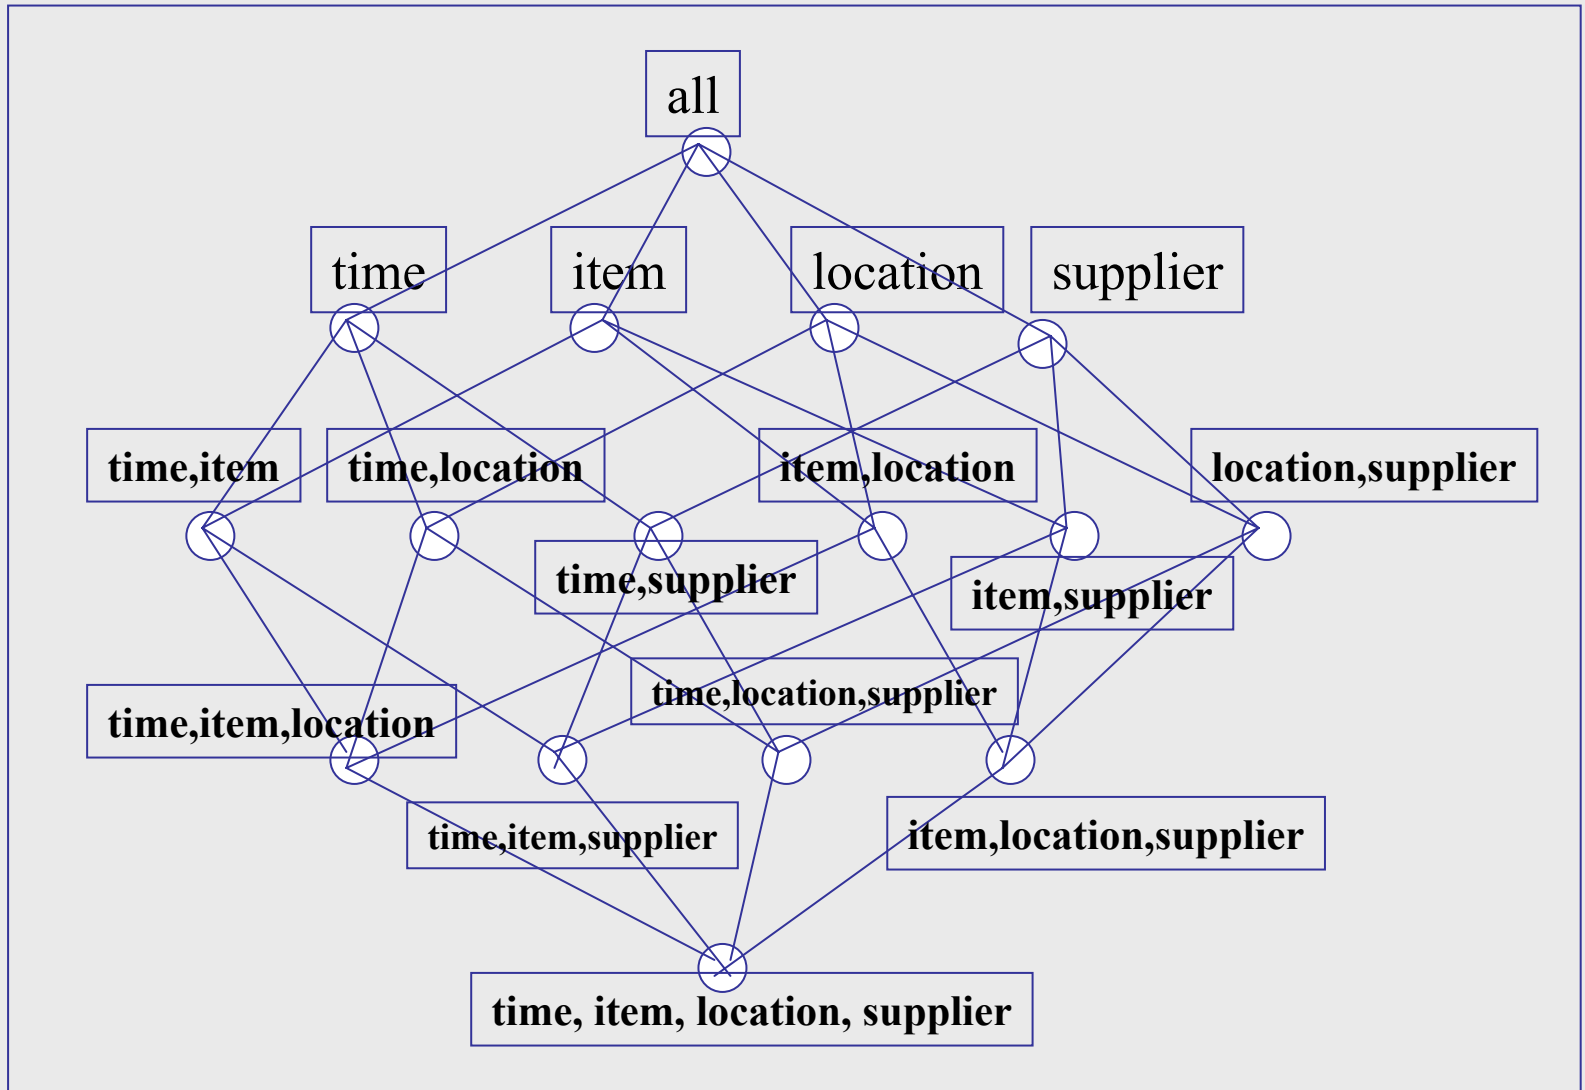 all
time
item
location
supplier
time,item
time,location
item,location
location,supplier
time,supplier
item,supplier
time,location,supplier
time,item,location
time,item,supplier
item,location,supplier
time, item, location, supplier